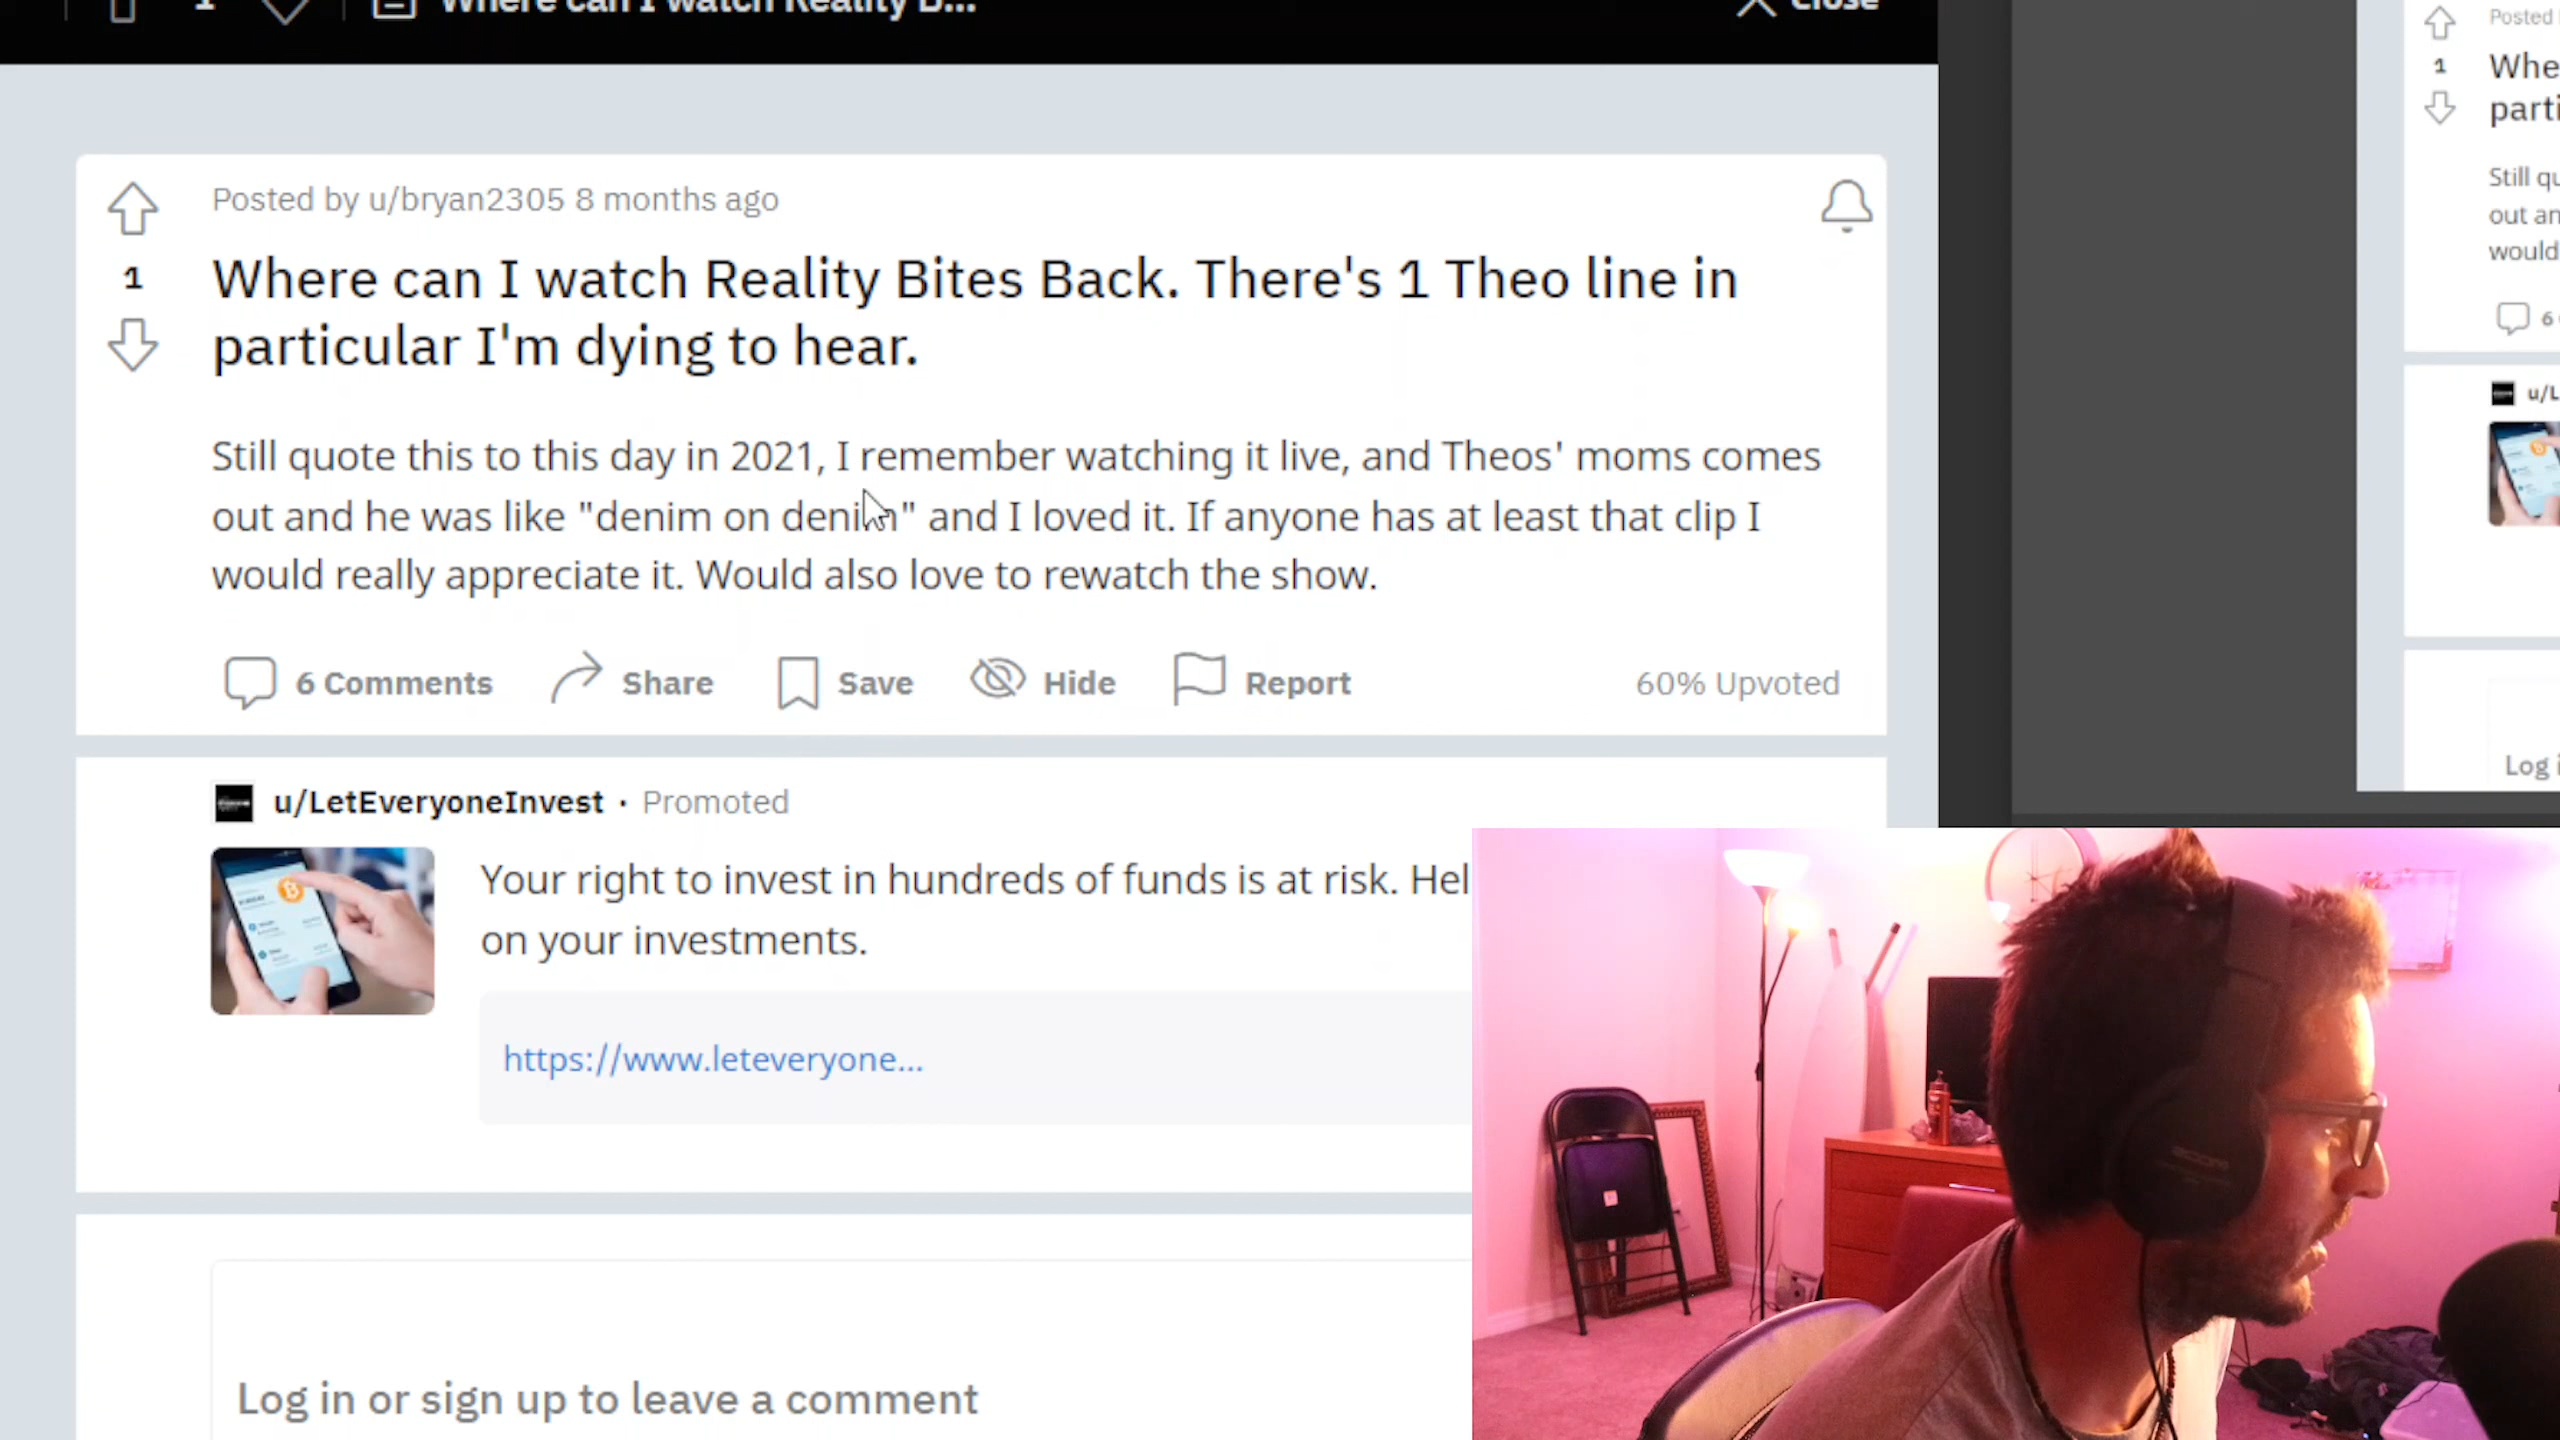 1
Where can I watch Reality B...
Close
Posted by u/bryan2305 8 months ago
1
Where can I watch Reality Bites Back. There's 1 Theo line in
particular I'm dying to hear.
Still quote this to this day in 2021, I remember watching it live, and Theos' moms comes
out and he was like "denim on denim" and I loved it. If anyone has at least that clip I
would really appreciate it. Would also love to rewatch the show.
6 Comments Share Save Hide Report 60% Upvoted
u/LetEveryoneInvest · Promoted
Your right to invest in hundreds of funds is at risk. Hel
on your investments.
https://www.leteveryone...
Log in or sign up to leave a comment
Posted
1
Whe
parti
Still qu
out an
would
6
u/L
Log i